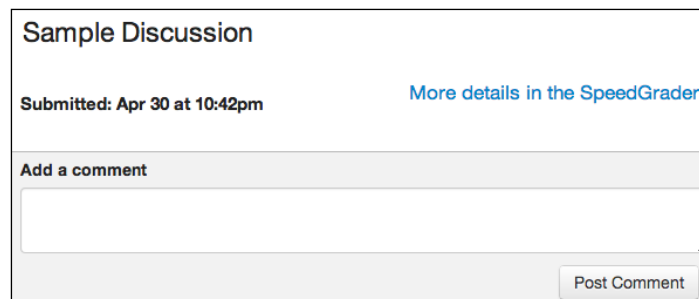 Sample Discussion
More details in the SpeedGrader
Submitted: Apr 30 at 10:42pm
Add a comment
Post Comment